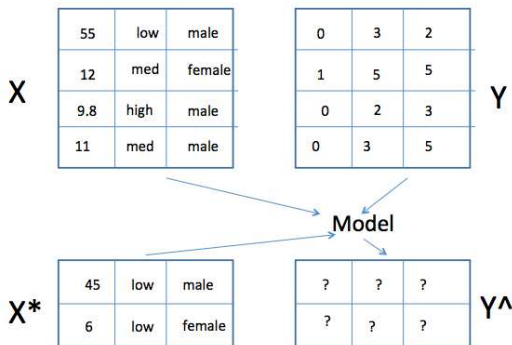 55 low male
12 med female
9.8 high male
11 med male
X
0 3 2
1 5 5
0 2 3
0 3 5
Y
Model
X*
45 low male
6 low female
? ? ?
? ? ?
Y^